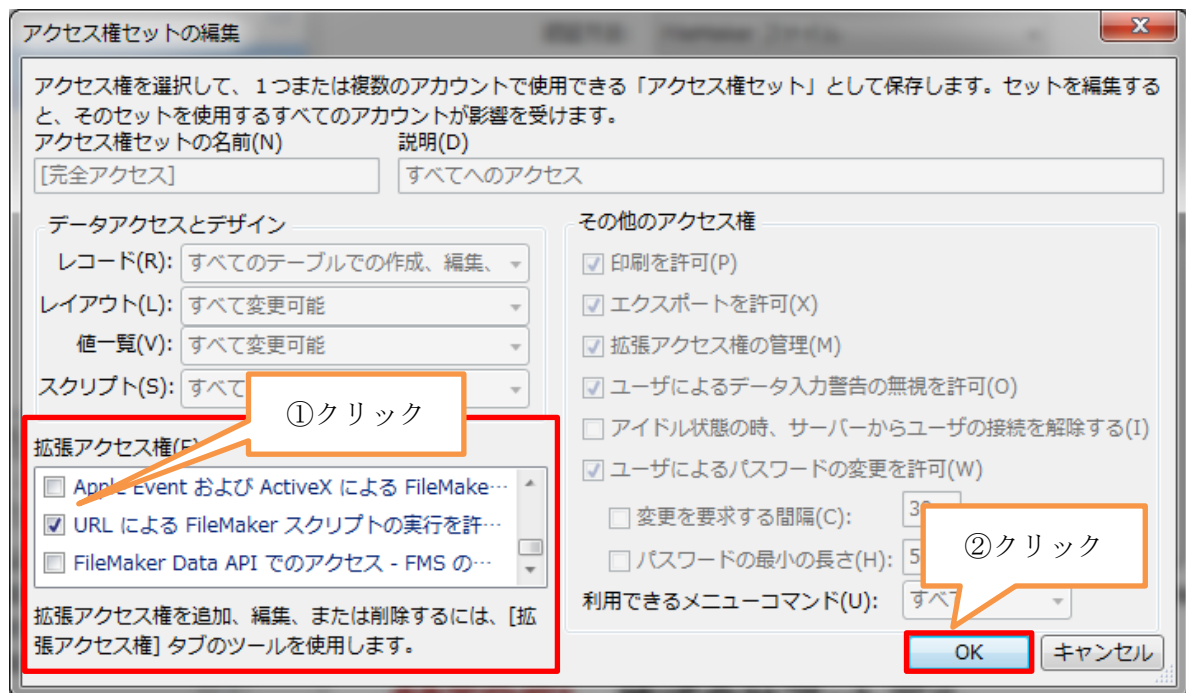 アクセス権セットの編集
アクセス権を選択して、1つまたは複数のアカウントで使用できる「アクセス権セット」として保存します。セットを編集する
と、そのセットを使用するすべてのアカウントが影響を受けます。
アクセス権セットの名前(N)
説明(D)
[完全アクセス]
すべてへのアクセス
データアクセスとデザイン
レコード(R): すべてのテーブルでの作成、編集、
レイアウト(L): すべて変更可能
値一覧(V): すべて変更可能
スクリプト(S): すべて
①クリック
拡張アクセス権(E)
Apple Event および ActiveX による FileMake…
URL による FileMaker スクリプトの実行を許…
FileMaker Data API でのアクセス - FMS の…
拡張アクセス権を追加、編集、または削除するには、[拡
張アクセス権] タブのツールを使用します。
その他のアクセス権
印刷を許可(P)
エクスポートを許可(X)
拡張アクセス権の管理(M)
ユーザによるデータ入力警告の無視を許可(O)
アイドル状態の時、サーバーからユーザの接続を解除する(I)
ユーザによるパスワードの変更を許可(W)
変更を要求する間隔(C): 30
パスワードの最小の長さ(H): 5
②クリック
利用できるメニューコマンド(U): すべて
OK
キャンセル